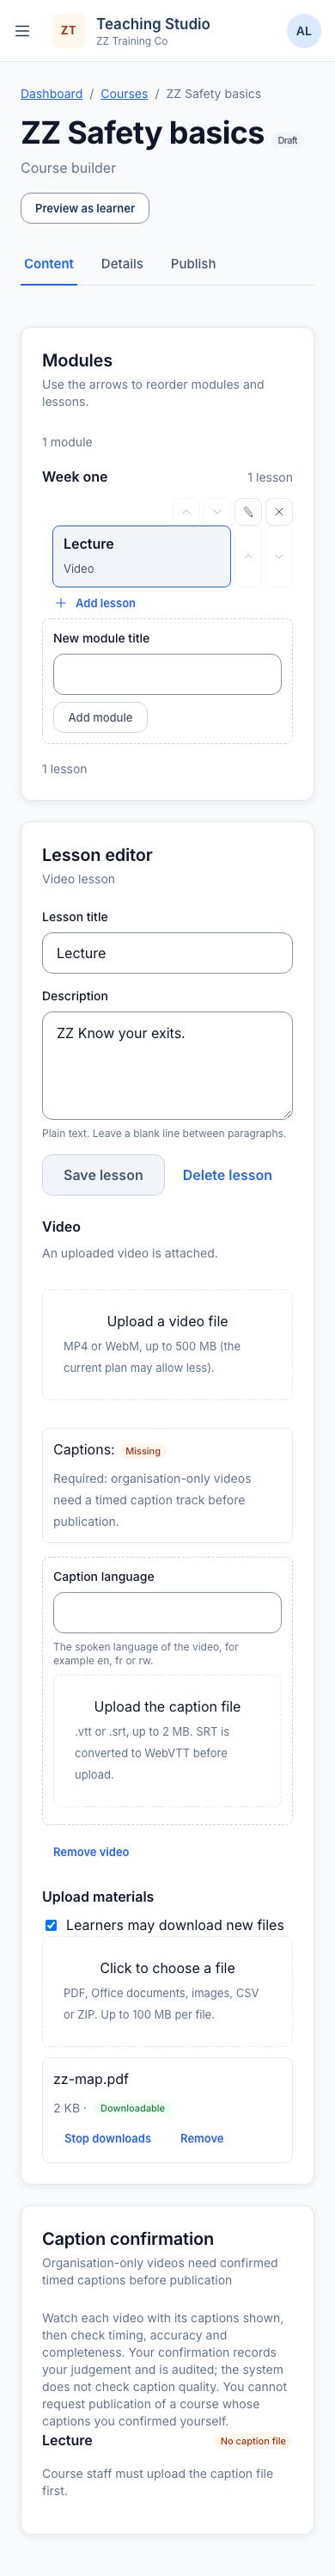 ZT
Teaching Studio
ZZ Training Co
AL
Dashboard / Courses / ZZ Safety basics
ZZ Safety basics Draft
Course builder
Preview as learner
Content Details Publish
Modules
Use the arrows to reorder modules and
lessons.
1 module
Week one 1 lesson
Lecture
Video
Add lesson
New module title
Add module
1 lesson
Lesson editor
Video lesson
Lesson title
Lecture
Description
ZZ Know your exits.
Plain text. Leave a blank line between paragraphs.
Save lesson Delete lesson
Video
An uploaded video is attached.
Upload a video file
MP4 or WebM, up to 500 MB (the
current plan may allow less).
Captions: Missing
Required: organisation-only videos
need a timed caption track before
publication.
Caption language
The spoken language of the video, for
example en, fr or rw.
Upload the caption file
.vtt or .srt, up to 2 MB. SRT is
converted to WebVTT before
upload.
Remove video
Upload materials
Learners may download new files
Click to choose a file
PDF, Office documents, images, CSV
or ZIP. Up to 100 MB per file.
zz-map.pdf
2 KB · Downloadable
Stop downloads Remove
Caption confirmation
Organisation-only videos need confirmed
timed captions before publication
Watch each video with its captions shown,
then check timing, accuracy and
completeness. Your confirmation records
your judgement and is audited; the system
does not check caption quality. You cannot
request publication of a course whose
captions you confirmed yourself.
Lecture No caption file
Course staff must upload the caption file
first.